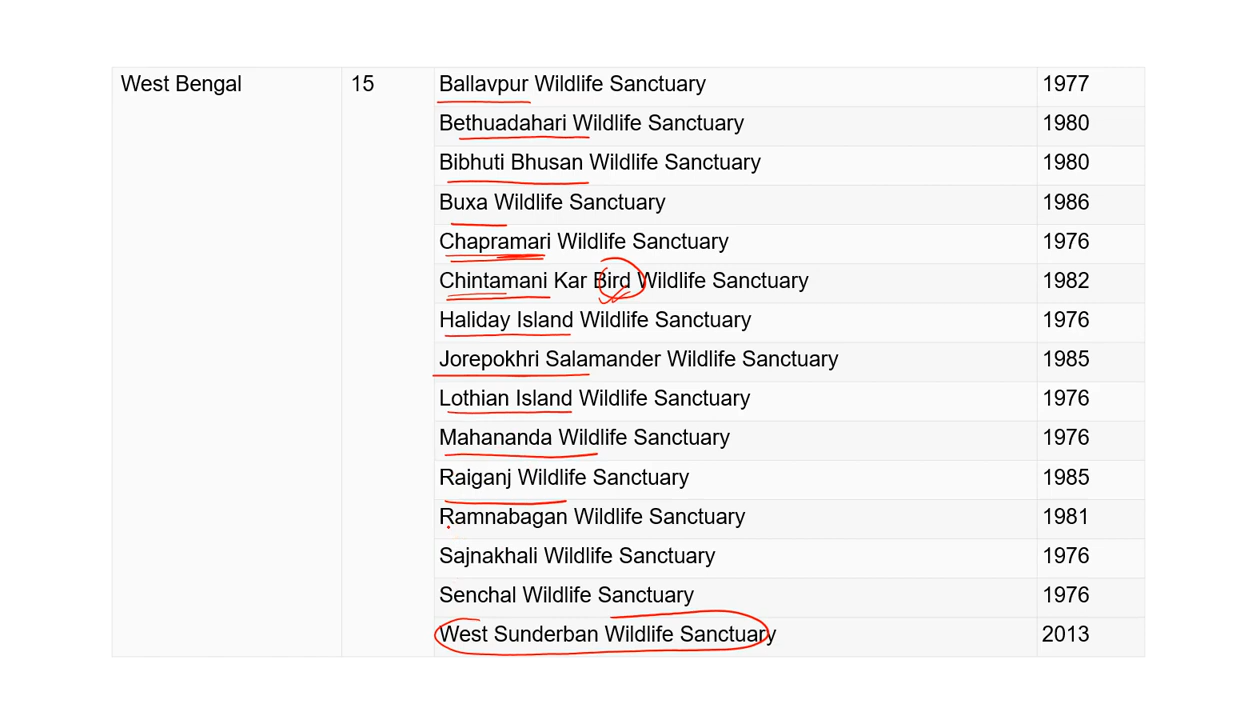 West Bengal 15 Ballavpur Wildlife Sanctuary 1977
Bethuadahari Wildlife Sanctuary 1980
Bibhuti Bhusan Wildlife Sanctuary 1980
Buxa Wildlife Sanctuary 1986
Chapramari Wildlife Sanctuary 1976
Chintamani Kar Bird Wildlife Sanctuary 1982
Haliday Island Wildlife Sanctuary 1976
Jorepokhri Salamander Wildlife Sanctuary 1985
Lothian Island Wildlife Sanctuary 1976
Mahananda Wildlife Sanctuary 1976
Raiganj Wildlife Sanctuary 1985
Ramnabagan Wildlife Sanctuary 1981
Sajnakhali Wildlife Sanctuary 1976
Senchal Wildlife Sanctuary 1976
West Sunderban Wildlife Sanctuary 2013